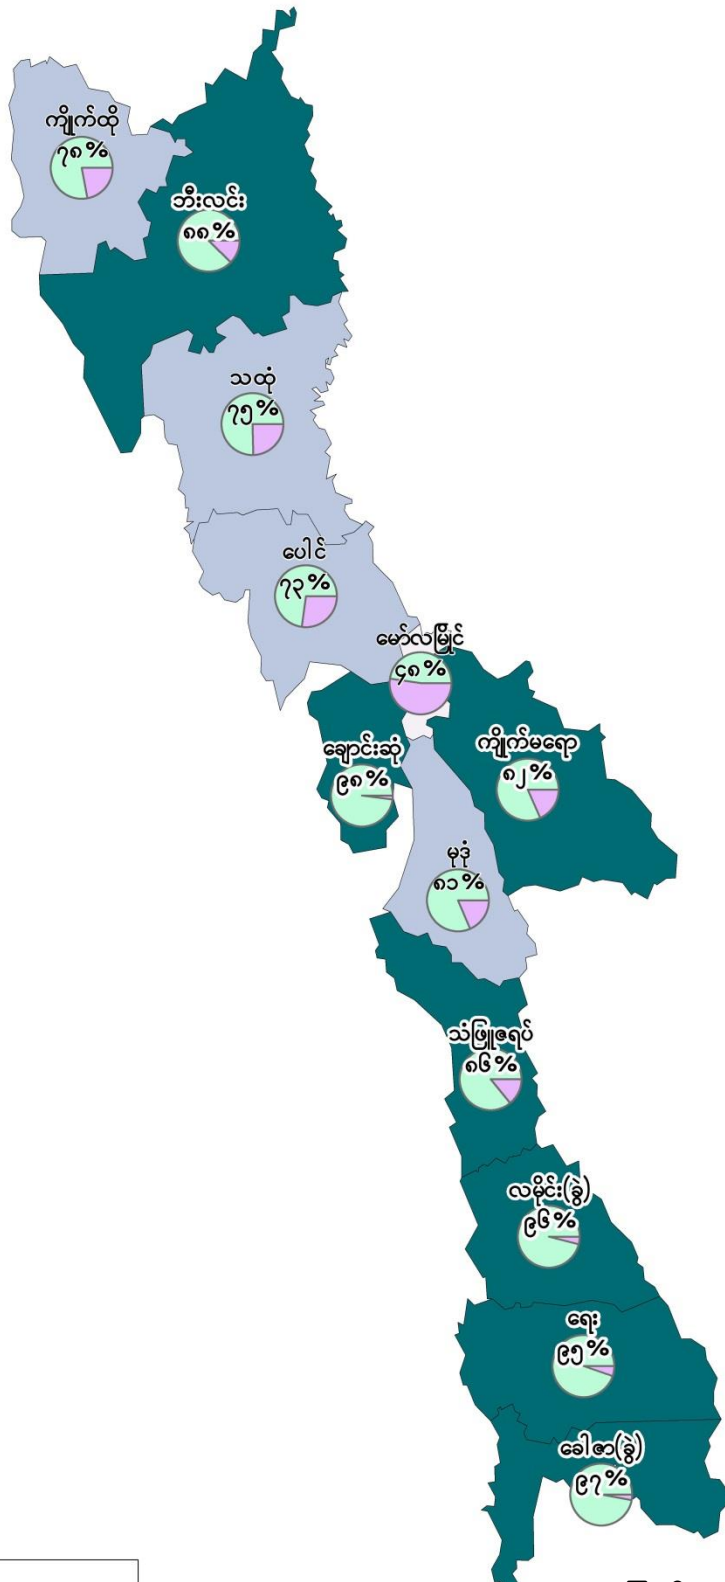 ကျိုက်ထို
၇၈%
ဘီးလင်း
၈၈%
သထုံ
၇၅%
ပေါင်
၇၃%
မော်လမြိုင်
၄၈%
ကျိုက်မရော
၈၂%
ချောင်းဆုံ
၉၈%
မုဒုံ
၈၁%
သံဖြူဇရပ်
၈၆%
လမိုင်း(ခွဲ)
၉၆%
ရေး
၉၅%
ခေါဇာ(ခွဲ)
၉၇%